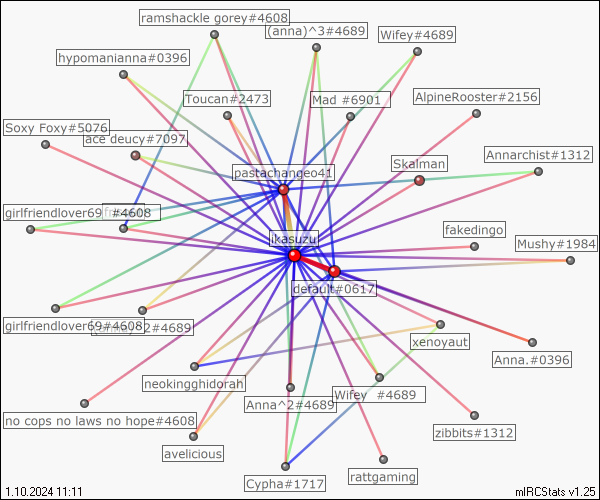 ramshackle gorey#4608
(anna)^3#4689
Wifey#4689
hypomanianna#0396
Toucan#2473
Mad #6901
AlpineRooster#2156
Soxy Foxy#5076
ace deucy#7097
pastachangeo41
Skalman
Annarchist#1312
girlfriendlover69 #4608
ikasuzu
fakedingo
Mushy#1984
default#0617
girlfriendlover69#4608
2#4689
xenoyaut
Anna.#0396
neokingghidorah
Anna^2#4689
Wifey #4689
no cops no laws no hope#4608
zibbits#1312
avelicious
Cypha#1717
rattgaming
1.10.2024 11:11
mIRCStats v1.25